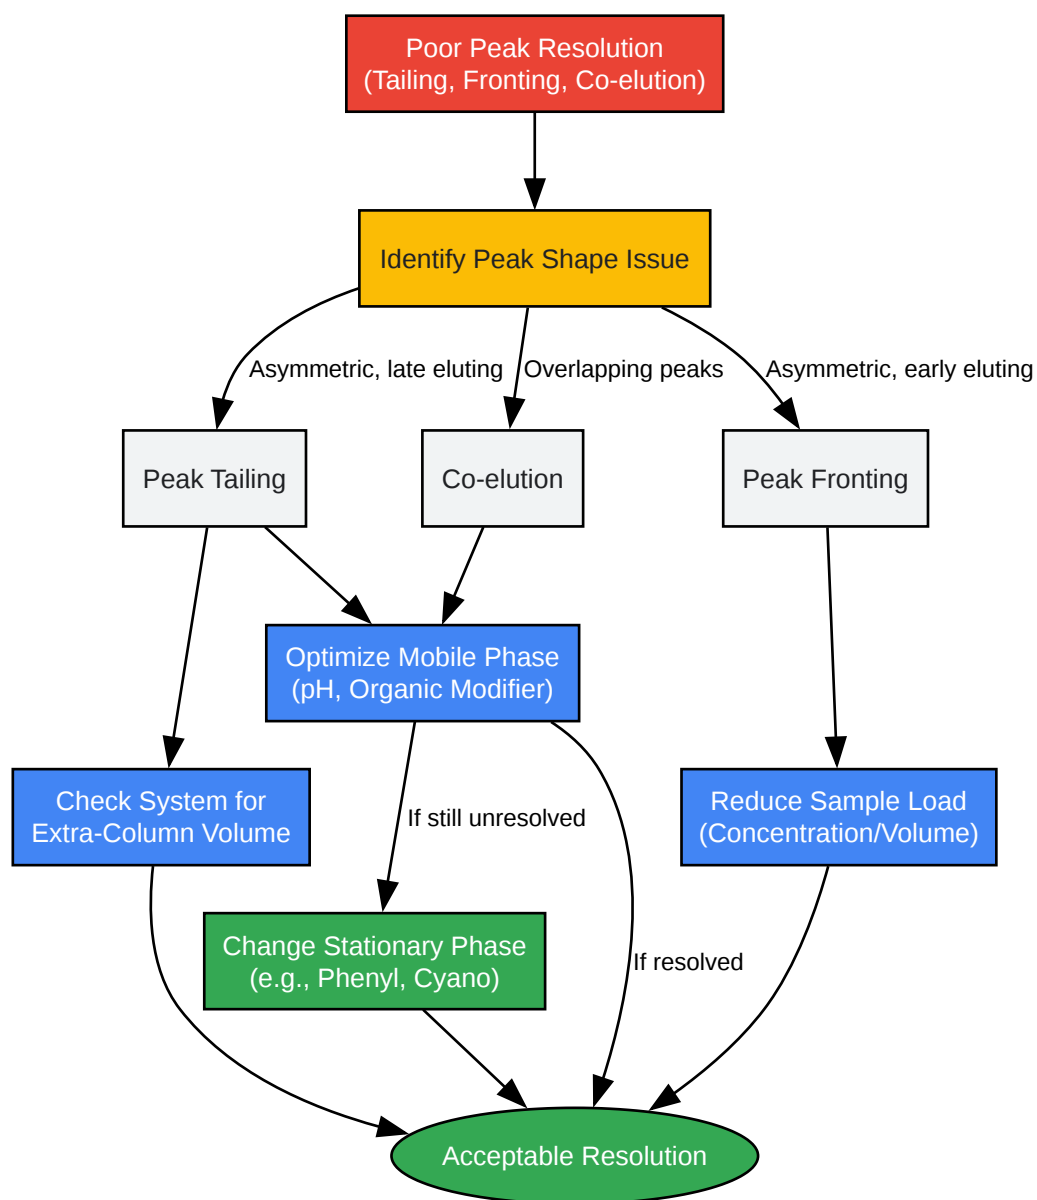 Poor Peak Resolution
(Tailing, Fronting, Co-elution)
Identify Peak Shape Issue
Asymmetric, late eluting
Overlapping peaks
Asymmetric, early eluting
Peak Tailing
Co-elution
Peak Fronting
Optimize Mobile Phase
(pH, Organic Modifier)
Check System for
Extra-Column Volume
If still unresolved
Reduce Sample Load
(Concentration/Volume)
Change Stationary Phase
(e.g., Phenyl, Cyano)
If resolved
Acceptable Resolution